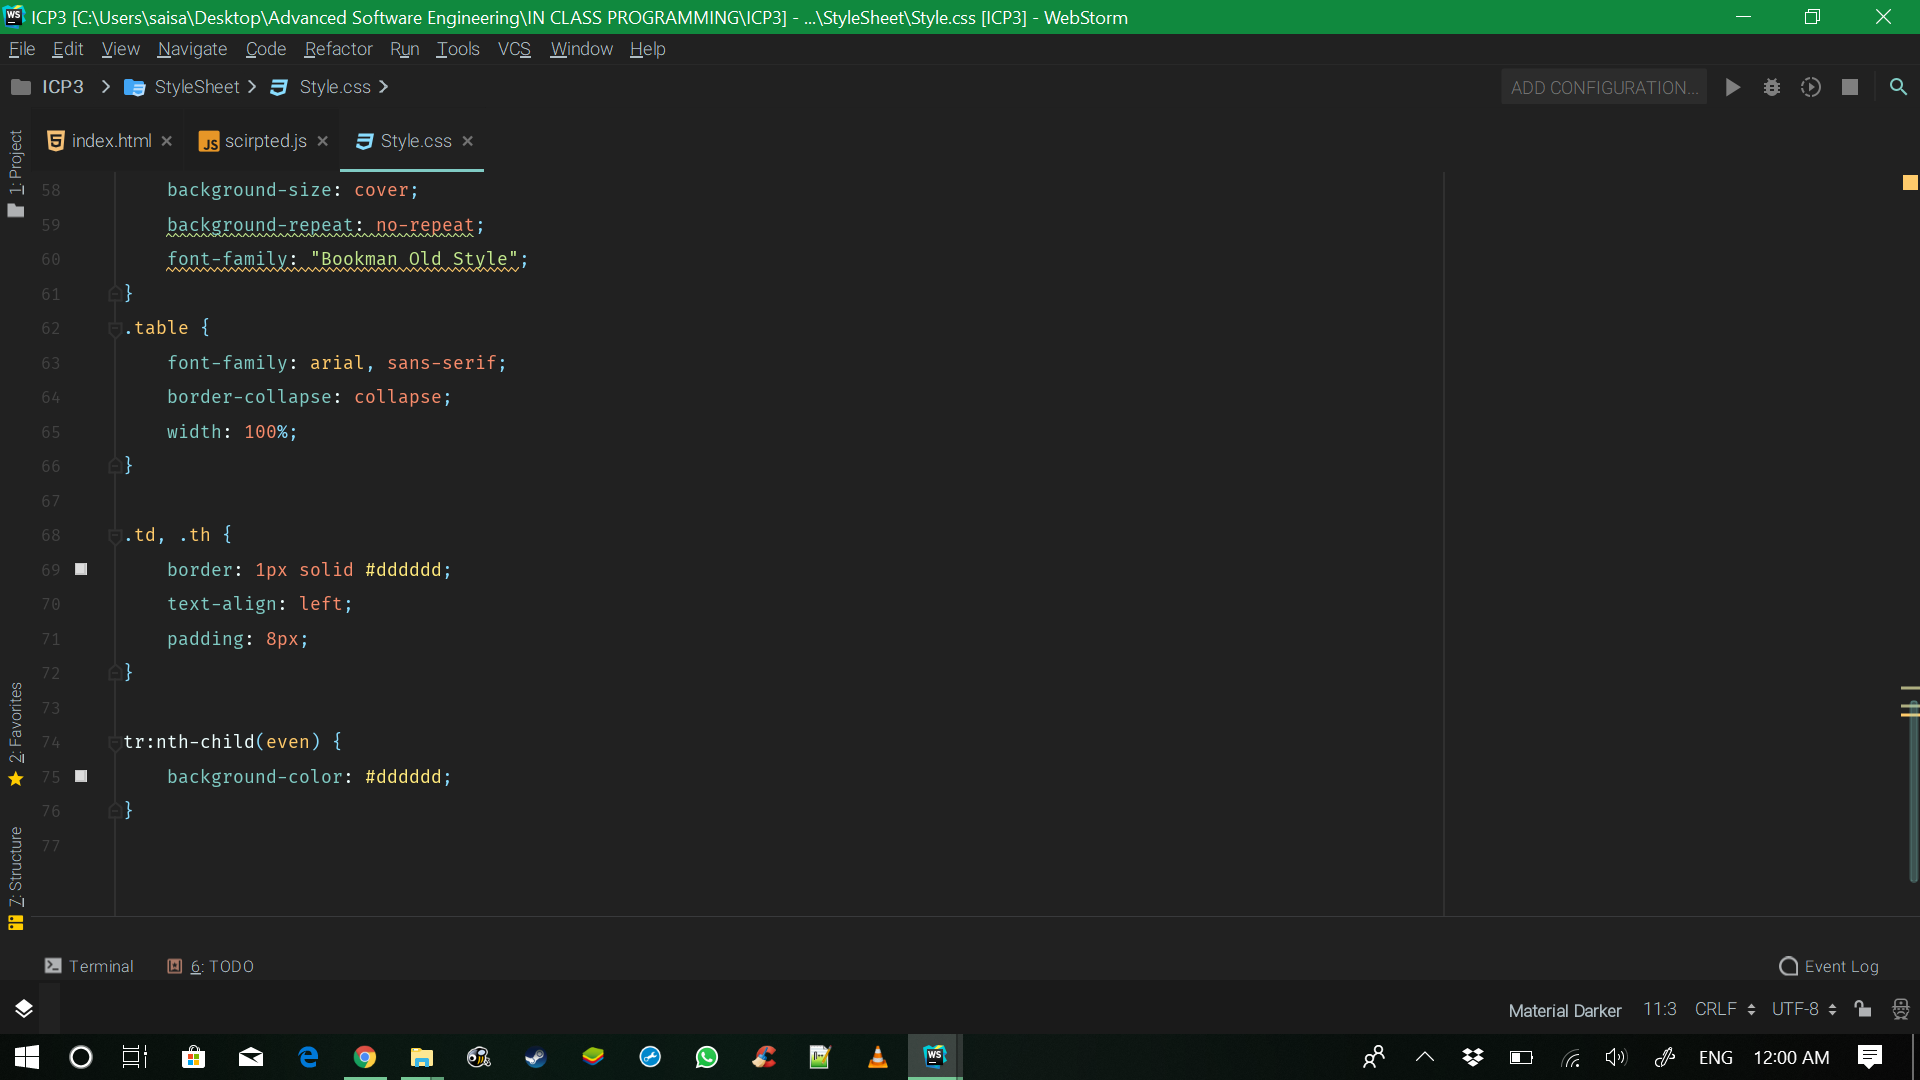 WS ICP3 [C:\Users\saisa\Desktop\Advanced Software Engineering\IN CLASS PROGRAMMING\ICP3] - ...\StyleSheet\Style.css [ICP3] - WebStorm
File Edit View Navigate Code Refactor Run Tools VCS Window Help
ICP3 StyleSheet Style.css ADD CONFIGURATION...
index.html scirpted.js Style.css
1: Project
2: Favorites
7: Structure
58 background-size: cover;
59 background-repeat: no-repeat;
60 font-family: "Bookman Old Style";
61 }
62 .table {
63 font-family: arial, sans-serif;
64 border-collapse: collapse;
65 width: 100%;
66 }
67
68 .td, .th {
69 border: 1px solid #dddddd;
70 text-align: left;
71 padding: 8px;
72 }
73
74 tr:nth-child(even) {
75 background-color: #dddddd;
76 }
77
Terminal 6: TODO Event Log
Material Darker 11:3 CRLF UTF-8
WS ENG 12:00 AM